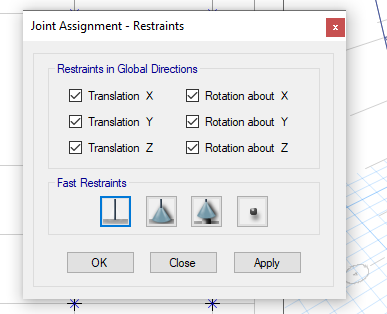 Joint Assignment - Restraints
x
Restraints in Global Directions
Translation X Rotation about X
Translation Y Rotation about Y
Translation Z Rotation about Z
Fast Restraints
OK Close Apply